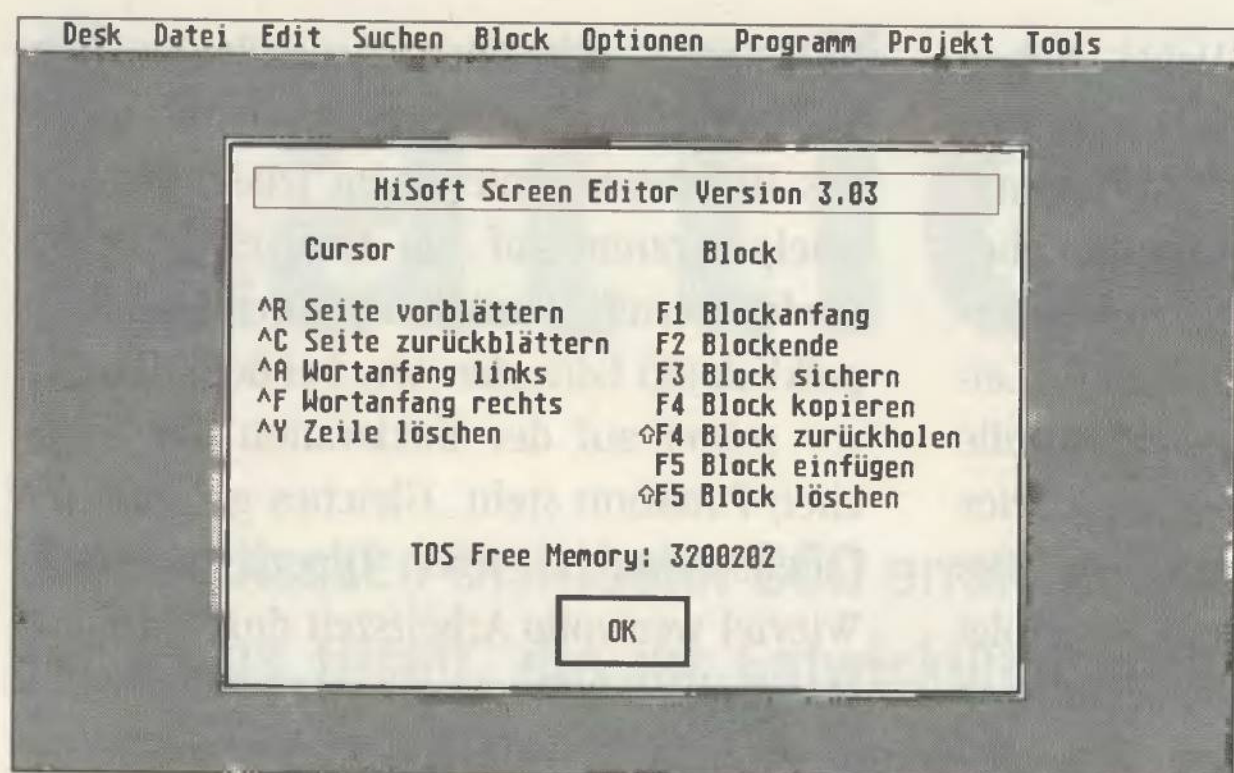 Desk Datei Edit Suchen Block Optionen Programm Projekt Tools
HiSoft Screen Editor Version 3.03
Cursor
^R Seite vorblättern
^C Seite zurückblättern
^A Wortanfang links
^F Wortanfang rechts
^Y Zeile löschen
Block
F1 Blockanfang
F2 Blockende
F3 Block sichern
F4 Block kopieren
⇧F4 Block zurückholen
F5 Block einfügen
⇧F5 Block löschen
TOS Free Memory: 3200202
OK